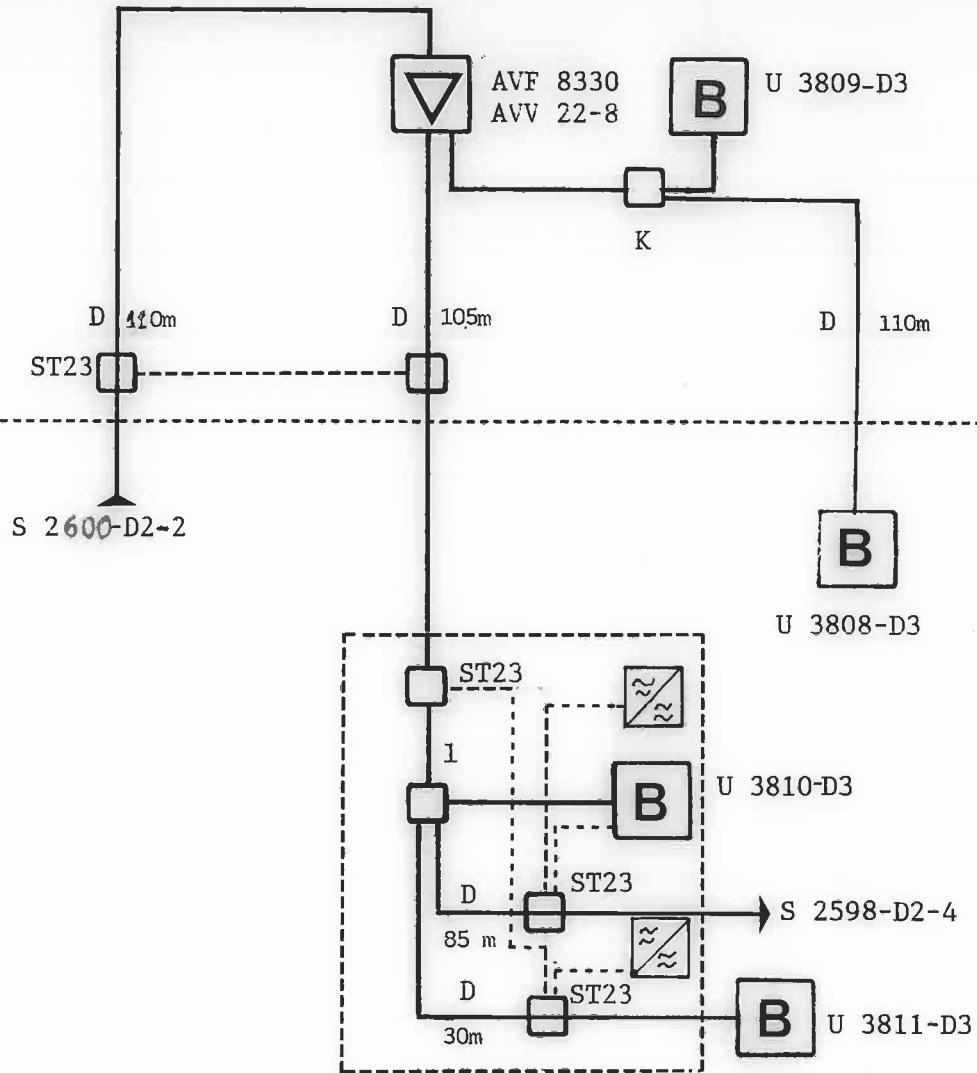 AVF 8330
AVV 22-8
B
U 3809-D3
K
D 110m
D 105m
D 110m
ST23
S 2600-D2-2
B
U 3808-D3
ST23
1
B
U 3810-D3
D
85 m
ST23
S 2598-D2-4
D
30m
ST23
B
U 3811-D3